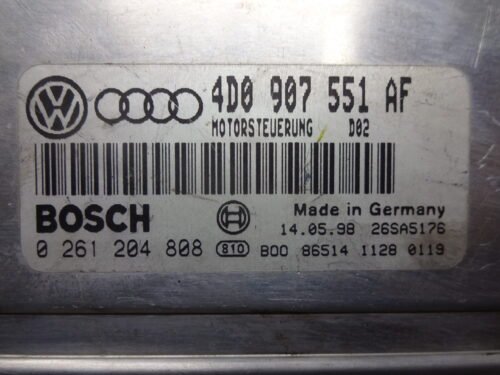 4D0 907 551 AF
MOTORSTEUERUNG D02
BOSCH
Made in Germany
14.05.98 26SA5176
0 261 204 808 810 B00 86514 1128 0119